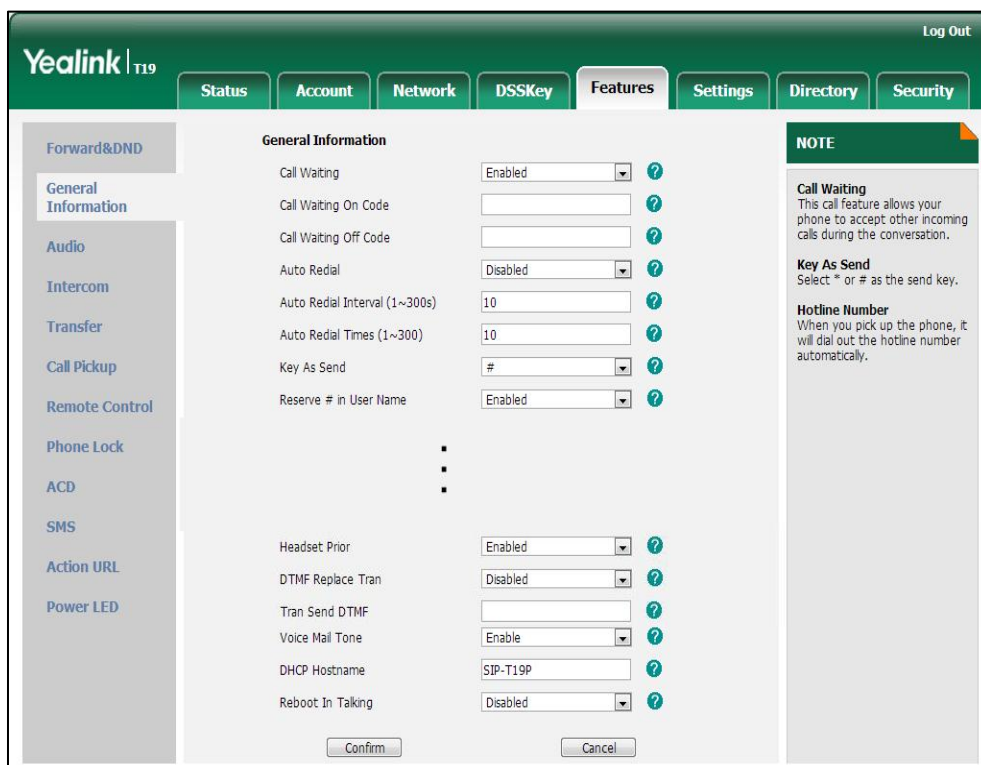 Log Out
Yealink T19
Status Account Network DSSKey Features Settings Directory Security
Forward&DND
General
Information
Audio
Intercom
Transfer
Call Pickup
Remote Control
Phone Lock
ACD
SMS
Action URL
Power LED
General Information
Call Waiting Enabled ?
Call Waiting On Code ?
Call Waiting Off Code ?
Auto Redial Disabled ?
Auto Redial Interval (1~300s) 10 ?
Auto Redial Times (1~300) 10 ?
Key As Send # ?
Reserve # in User Name Enabled ?
Headset Prior Enabled ?
DTMF Replace Tran Disabled ?
Tran Send DTMF ?
Voice Mail Tone Enable ?
DHCP Hostname SIP-T19P ?
Reboot In Talking Disabled ?
Confirm Cancel
NOTE
Call Waiting
This call feature allows your
phone to accept other incoming
calls during the conversation.
Key As Send
Select * or # as the send key.
Hotline Number
When you pick up the phone, it
will dial out the hotline number
automatically.